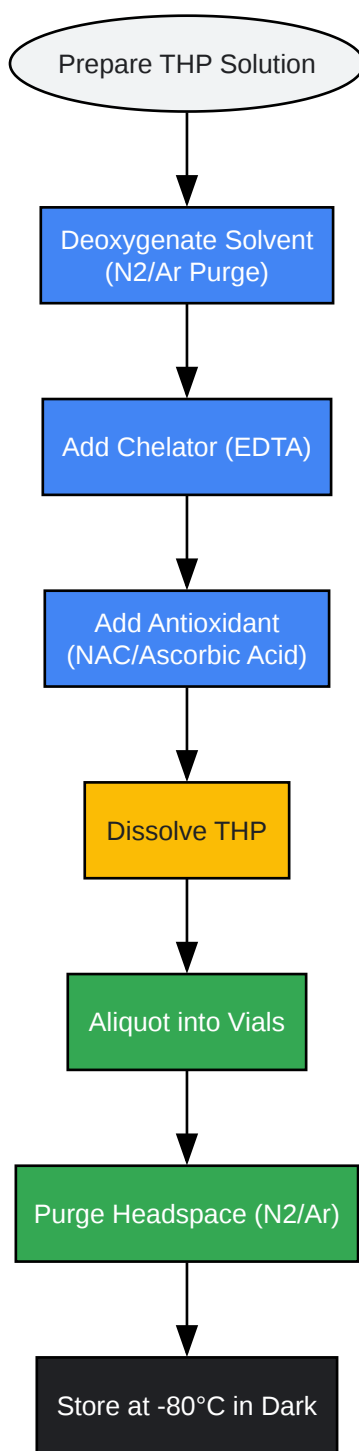 Prepare THP Solution
Deoxygenate Solvent
(N2/Ar Purge)
Add Chelator (EDTA)
Add Antioxidant
(NAC/Ascorbic Acid)
Dissolve THP
Aliquot into Vials
Purge Headspace (N2/Ar)
Store at -80°C in Dark